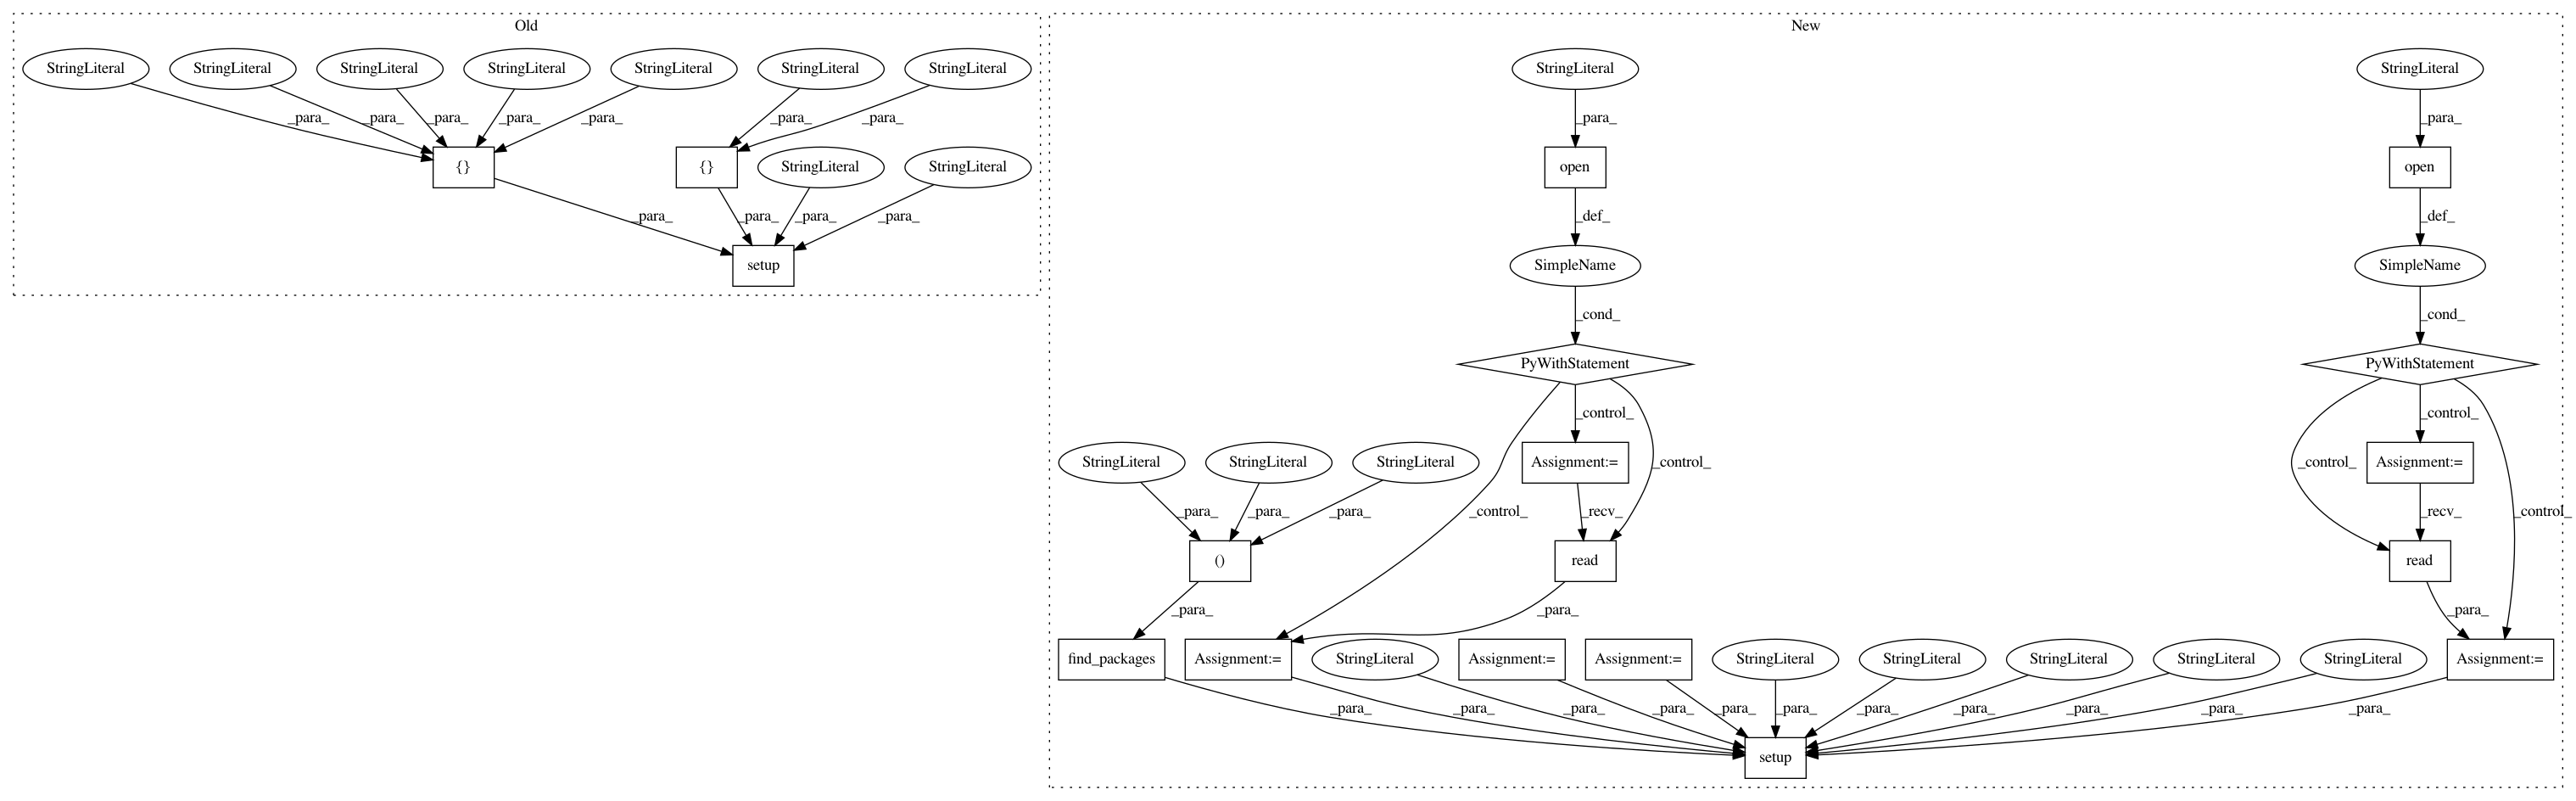 Old
New
StringLiteral StringLiteral StringLiteral StringLiteral StringLiteral StringLiteral StringLiteral StringLiteral StringLiteral
_para_ _para_ _para_ _para_ _para_ _para_ _para_ _para_ _para_
{} {} StringLiteral StringLiteral open open
_para_ _para_ _para_ _para_ _def_ _def_
setup SimpleName SimpleName
_cond_ _cond_
PyWithStatement PyWithStatement
_control_ _control_ _control_ _control_ _control_ _control_
StringLiteral StringLiteral StringLiteral Assignment:= Assignment:=
_para_ _para_ _para_ _recv_ _recv_
() read read
_para_ _para_ _para_
find_packages Assignment:= StringLiteral Assignment:= Assignment:= StringLiteral StringLiteral StringLiteral StringLiteral StringLiteral Assignment:=
_para_ _para_ _para_ _para_ _para_ _para_ _para_ _para_ _para_ _para_ _para_
setup